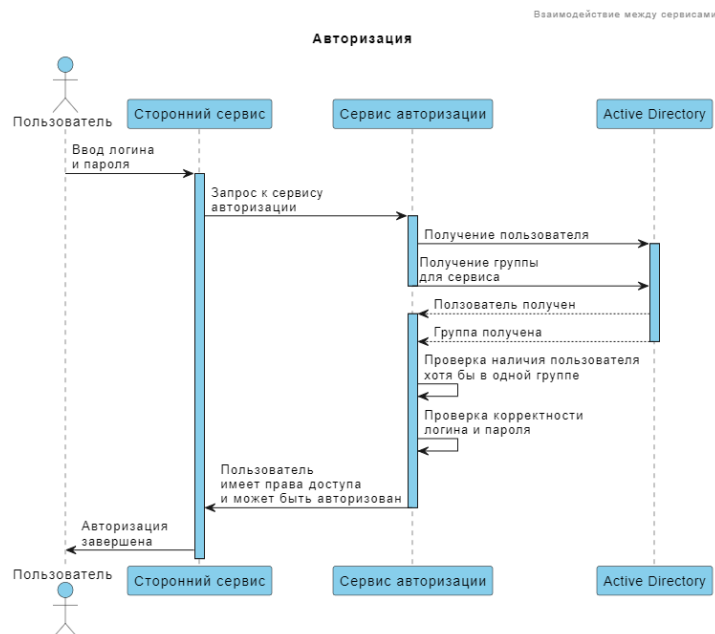 Взаимодействие между сервисами
Авторизация
Пользователь
Сторонний сервис
Сервис авторизации
Active Directory
Ввод логина
и пароля
Запрос к сервису
авторизации
Получение пользователя
Получение группы
для сервиса
Ползователь получен
Группа получена
Проверка наличия пользователя
хотя бы в одной группе
Проверка корректности
логина и пароля
Пользователь
имеет права доступа
и может быть авторизован
Авторизация
завершена
Пользователь
Сторонний сервис
Сервис авторизации
Active Directory